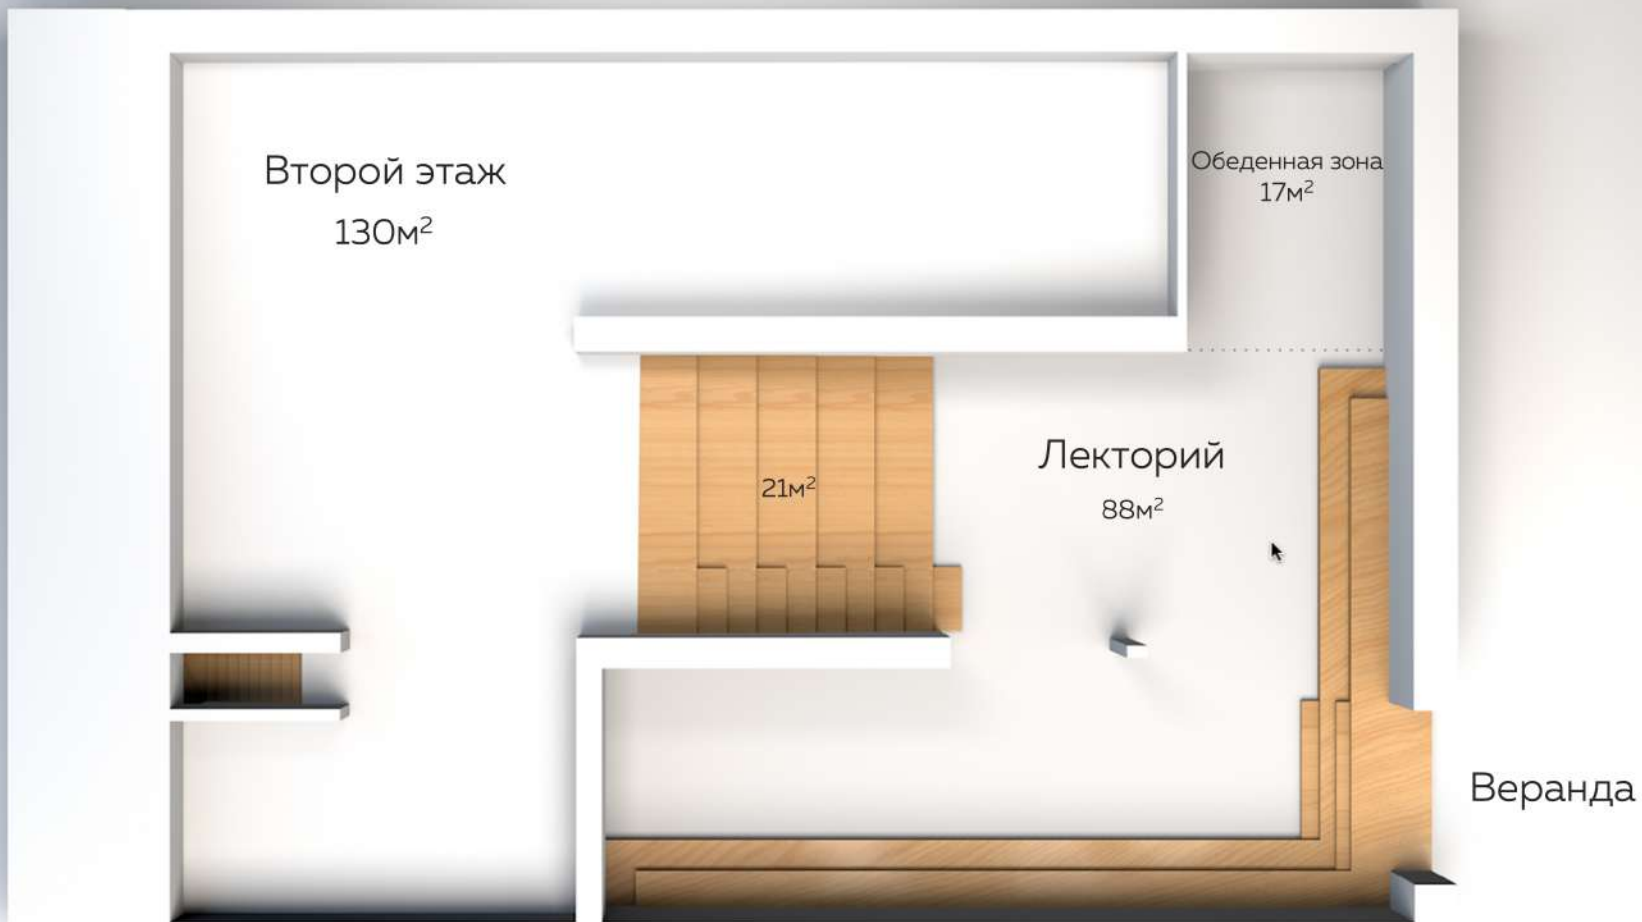 Второй этаж
130м²
Обеденная зона
17м²
21м²
Лекторий
88м²
Веранда